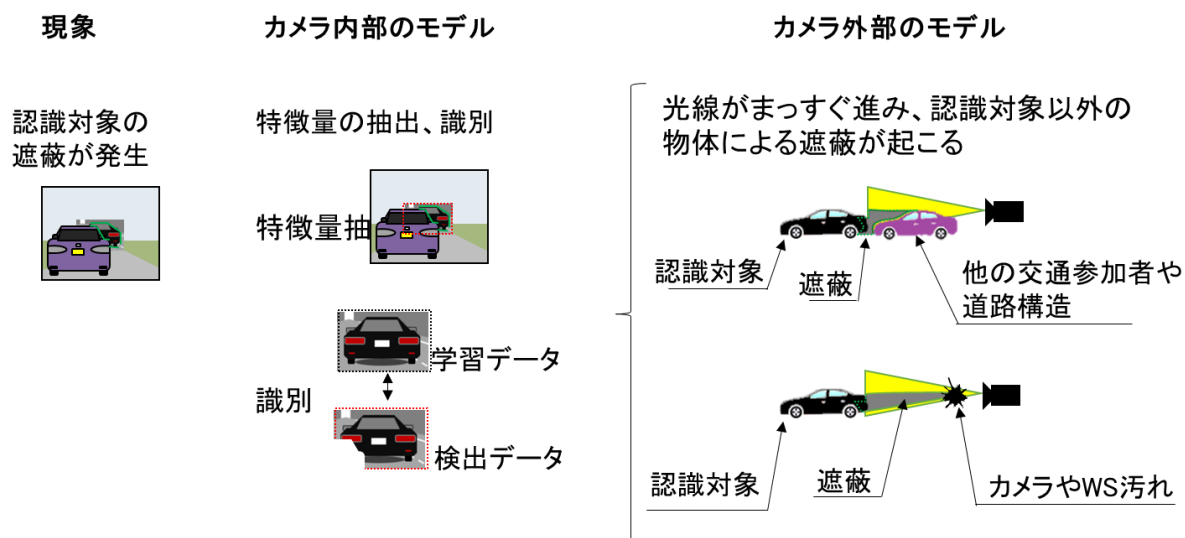 現象
カメラ内部のモデル
カメラ外部のモデル
認識対象の
遮蔽が発生
特徴量の抽出、識別
特徴量抽
学習データ
識別
検出データ
光線がまっすぐ進み、認識対象以外の
物体による遮蔽が起こる
認識対象
遮蔽
他の交通参加者や
道路構造
認識対象
遮蔽
カメラやWS汚れ